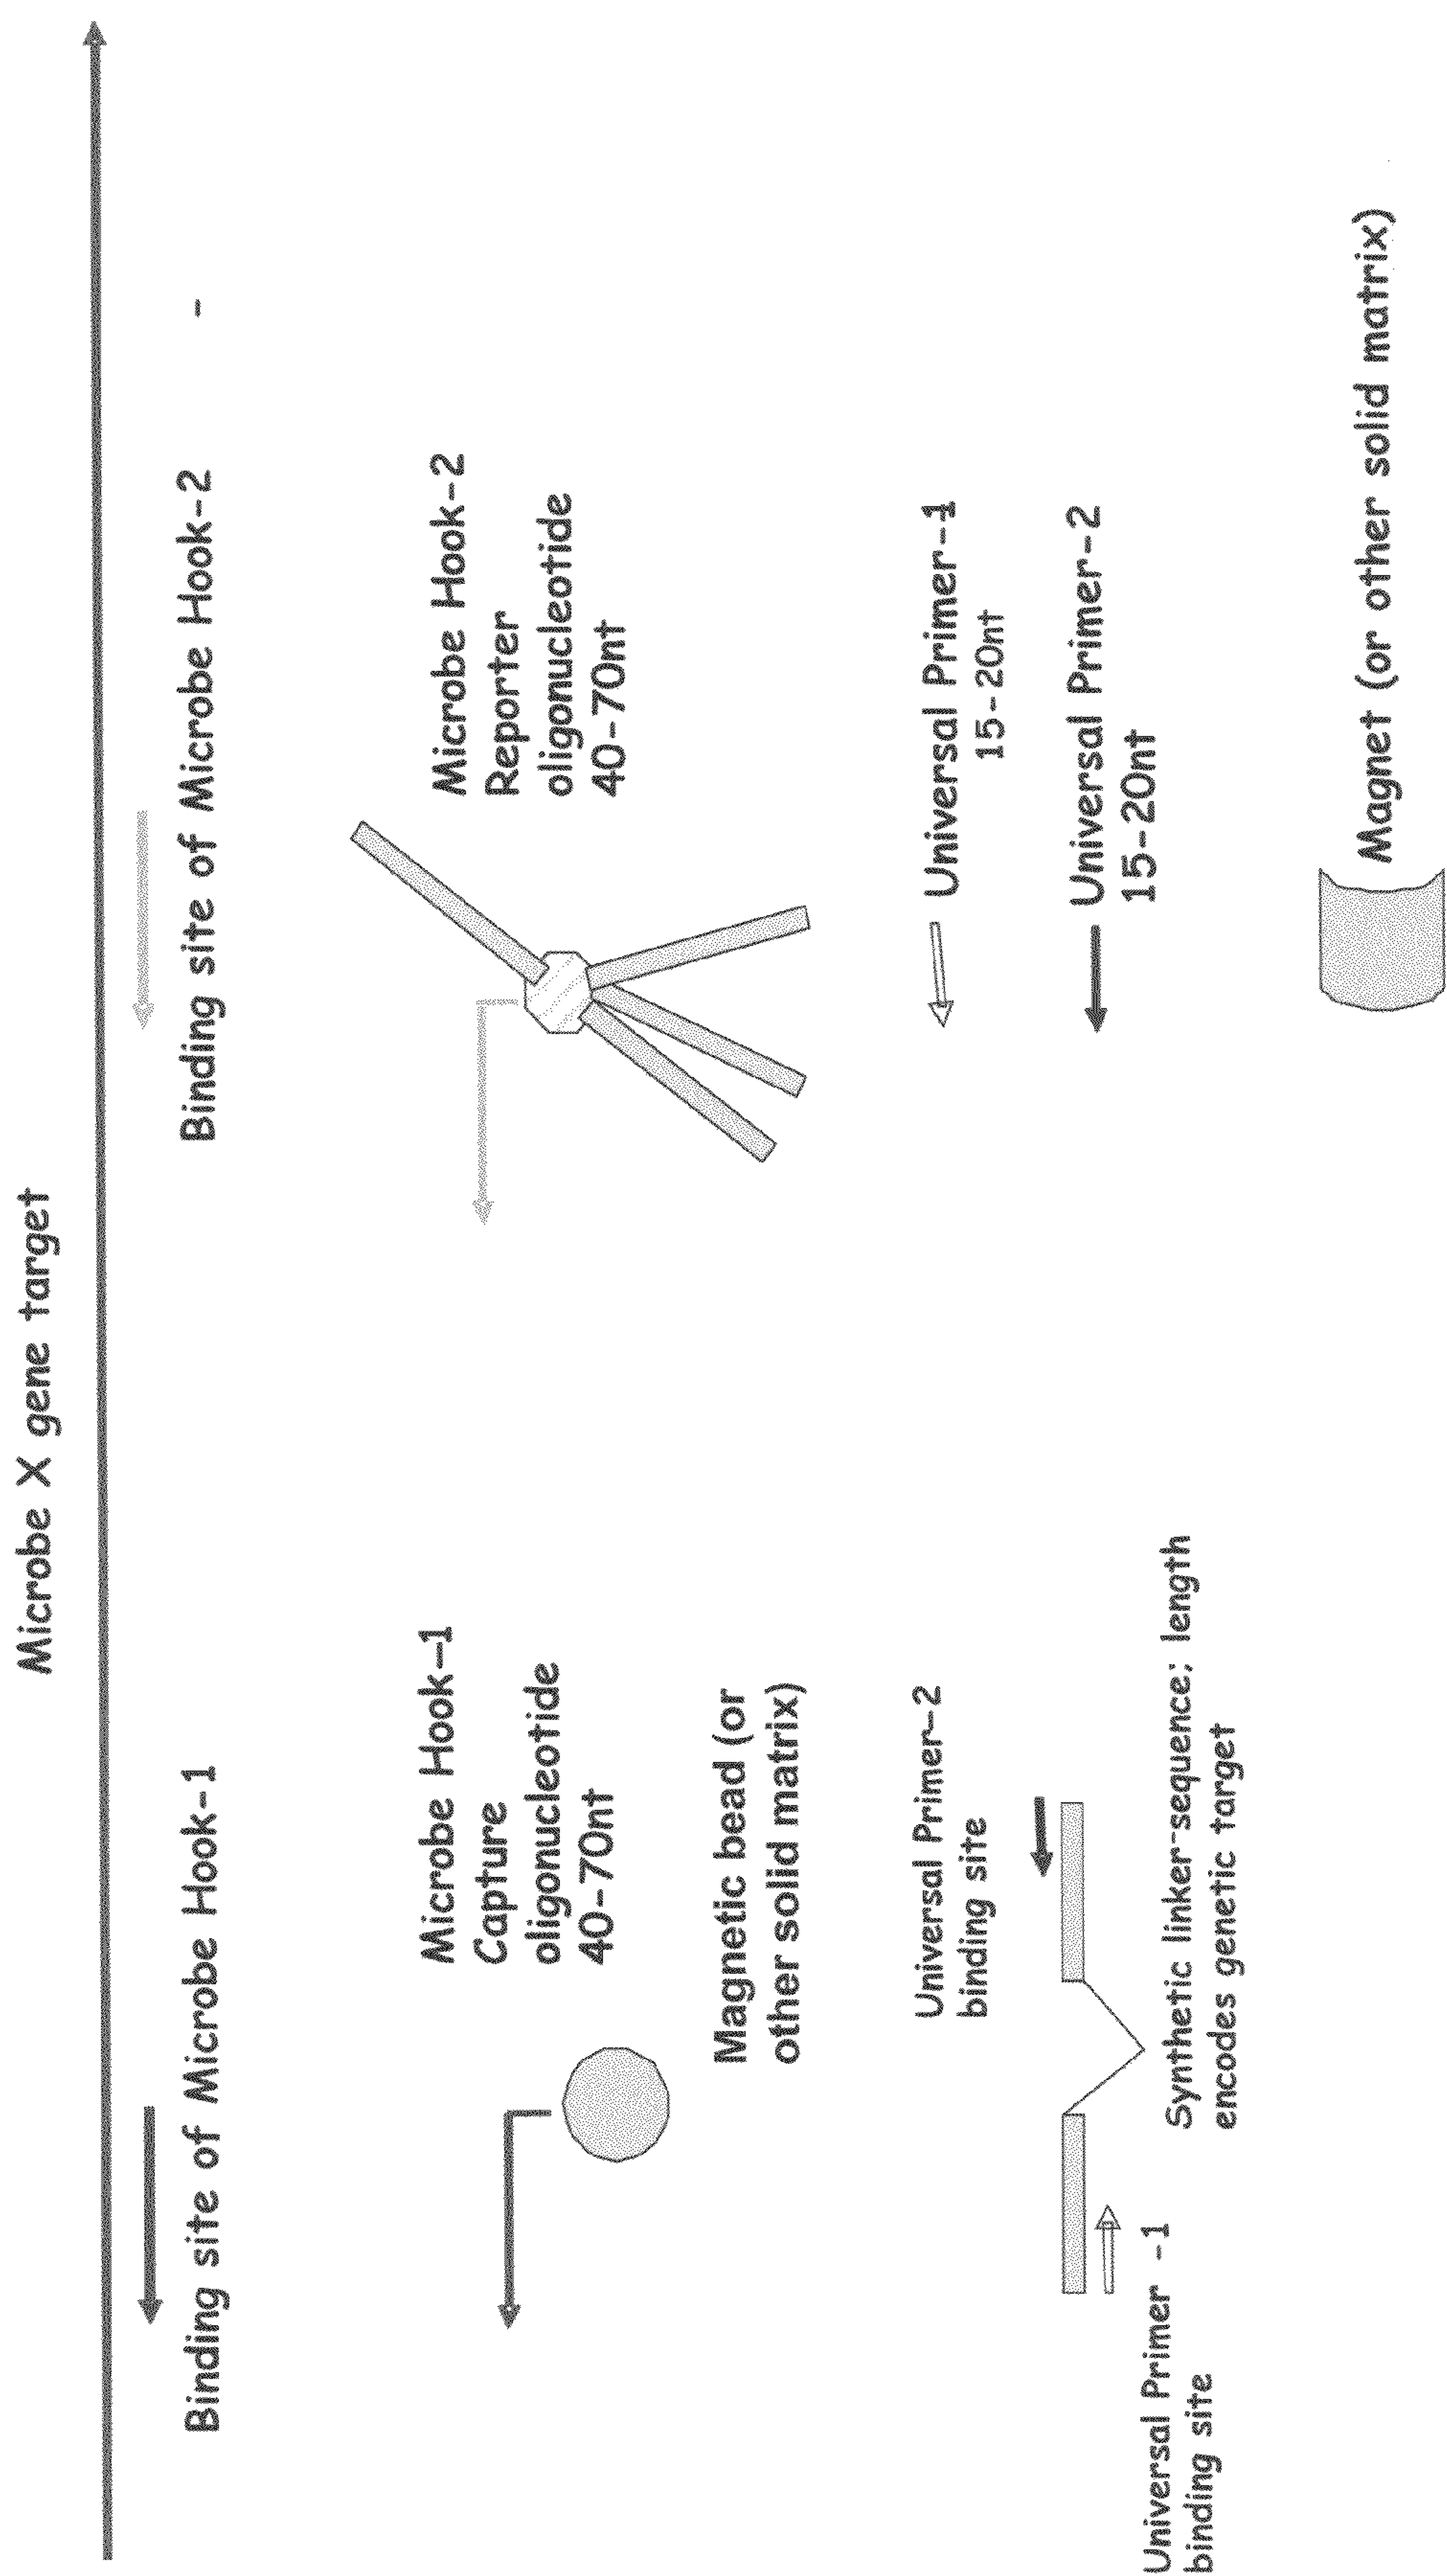 Microbe X gene target
Binding site of Microbe Hook-1
Binding site of Microbe Hook-2 -
Microbe Hook-1
Capture
oligonucleotide
40-70nt
Microbe Hook-2
Reporter
oligonucleotide
40-70nt
Magnetic bead (or
other solid matrix)
Universal Primer-2
binding site
Universal Primer -1
binding site
Synthetic linker-sequence; length
encodes genetic target
Universal Primer-1
15-20nt
Universal Primer-2
15-20nt
Magnet (or other solid matrix)